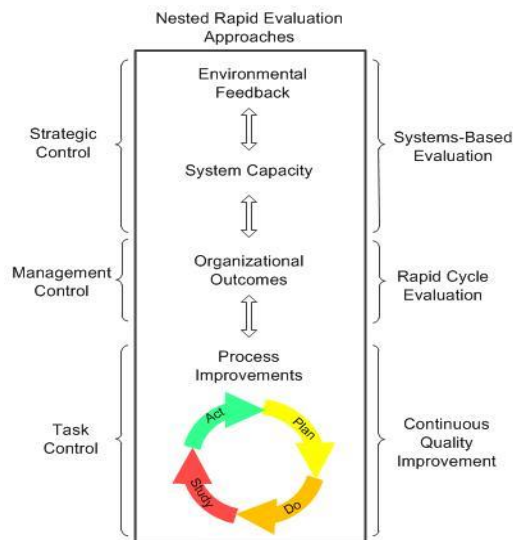 Nested Rapid Evaluation
Approaches
Environmental
Feedback
Strategic
Control
Systems-Based
Evaluation
System Capacity
Management
Control
Organizational
Outcomes
Rapid Cycle
Evaluation
Process
Improvements
Task
Control
Act
Plan
Study
Do
Continuous
Quality
Improvement